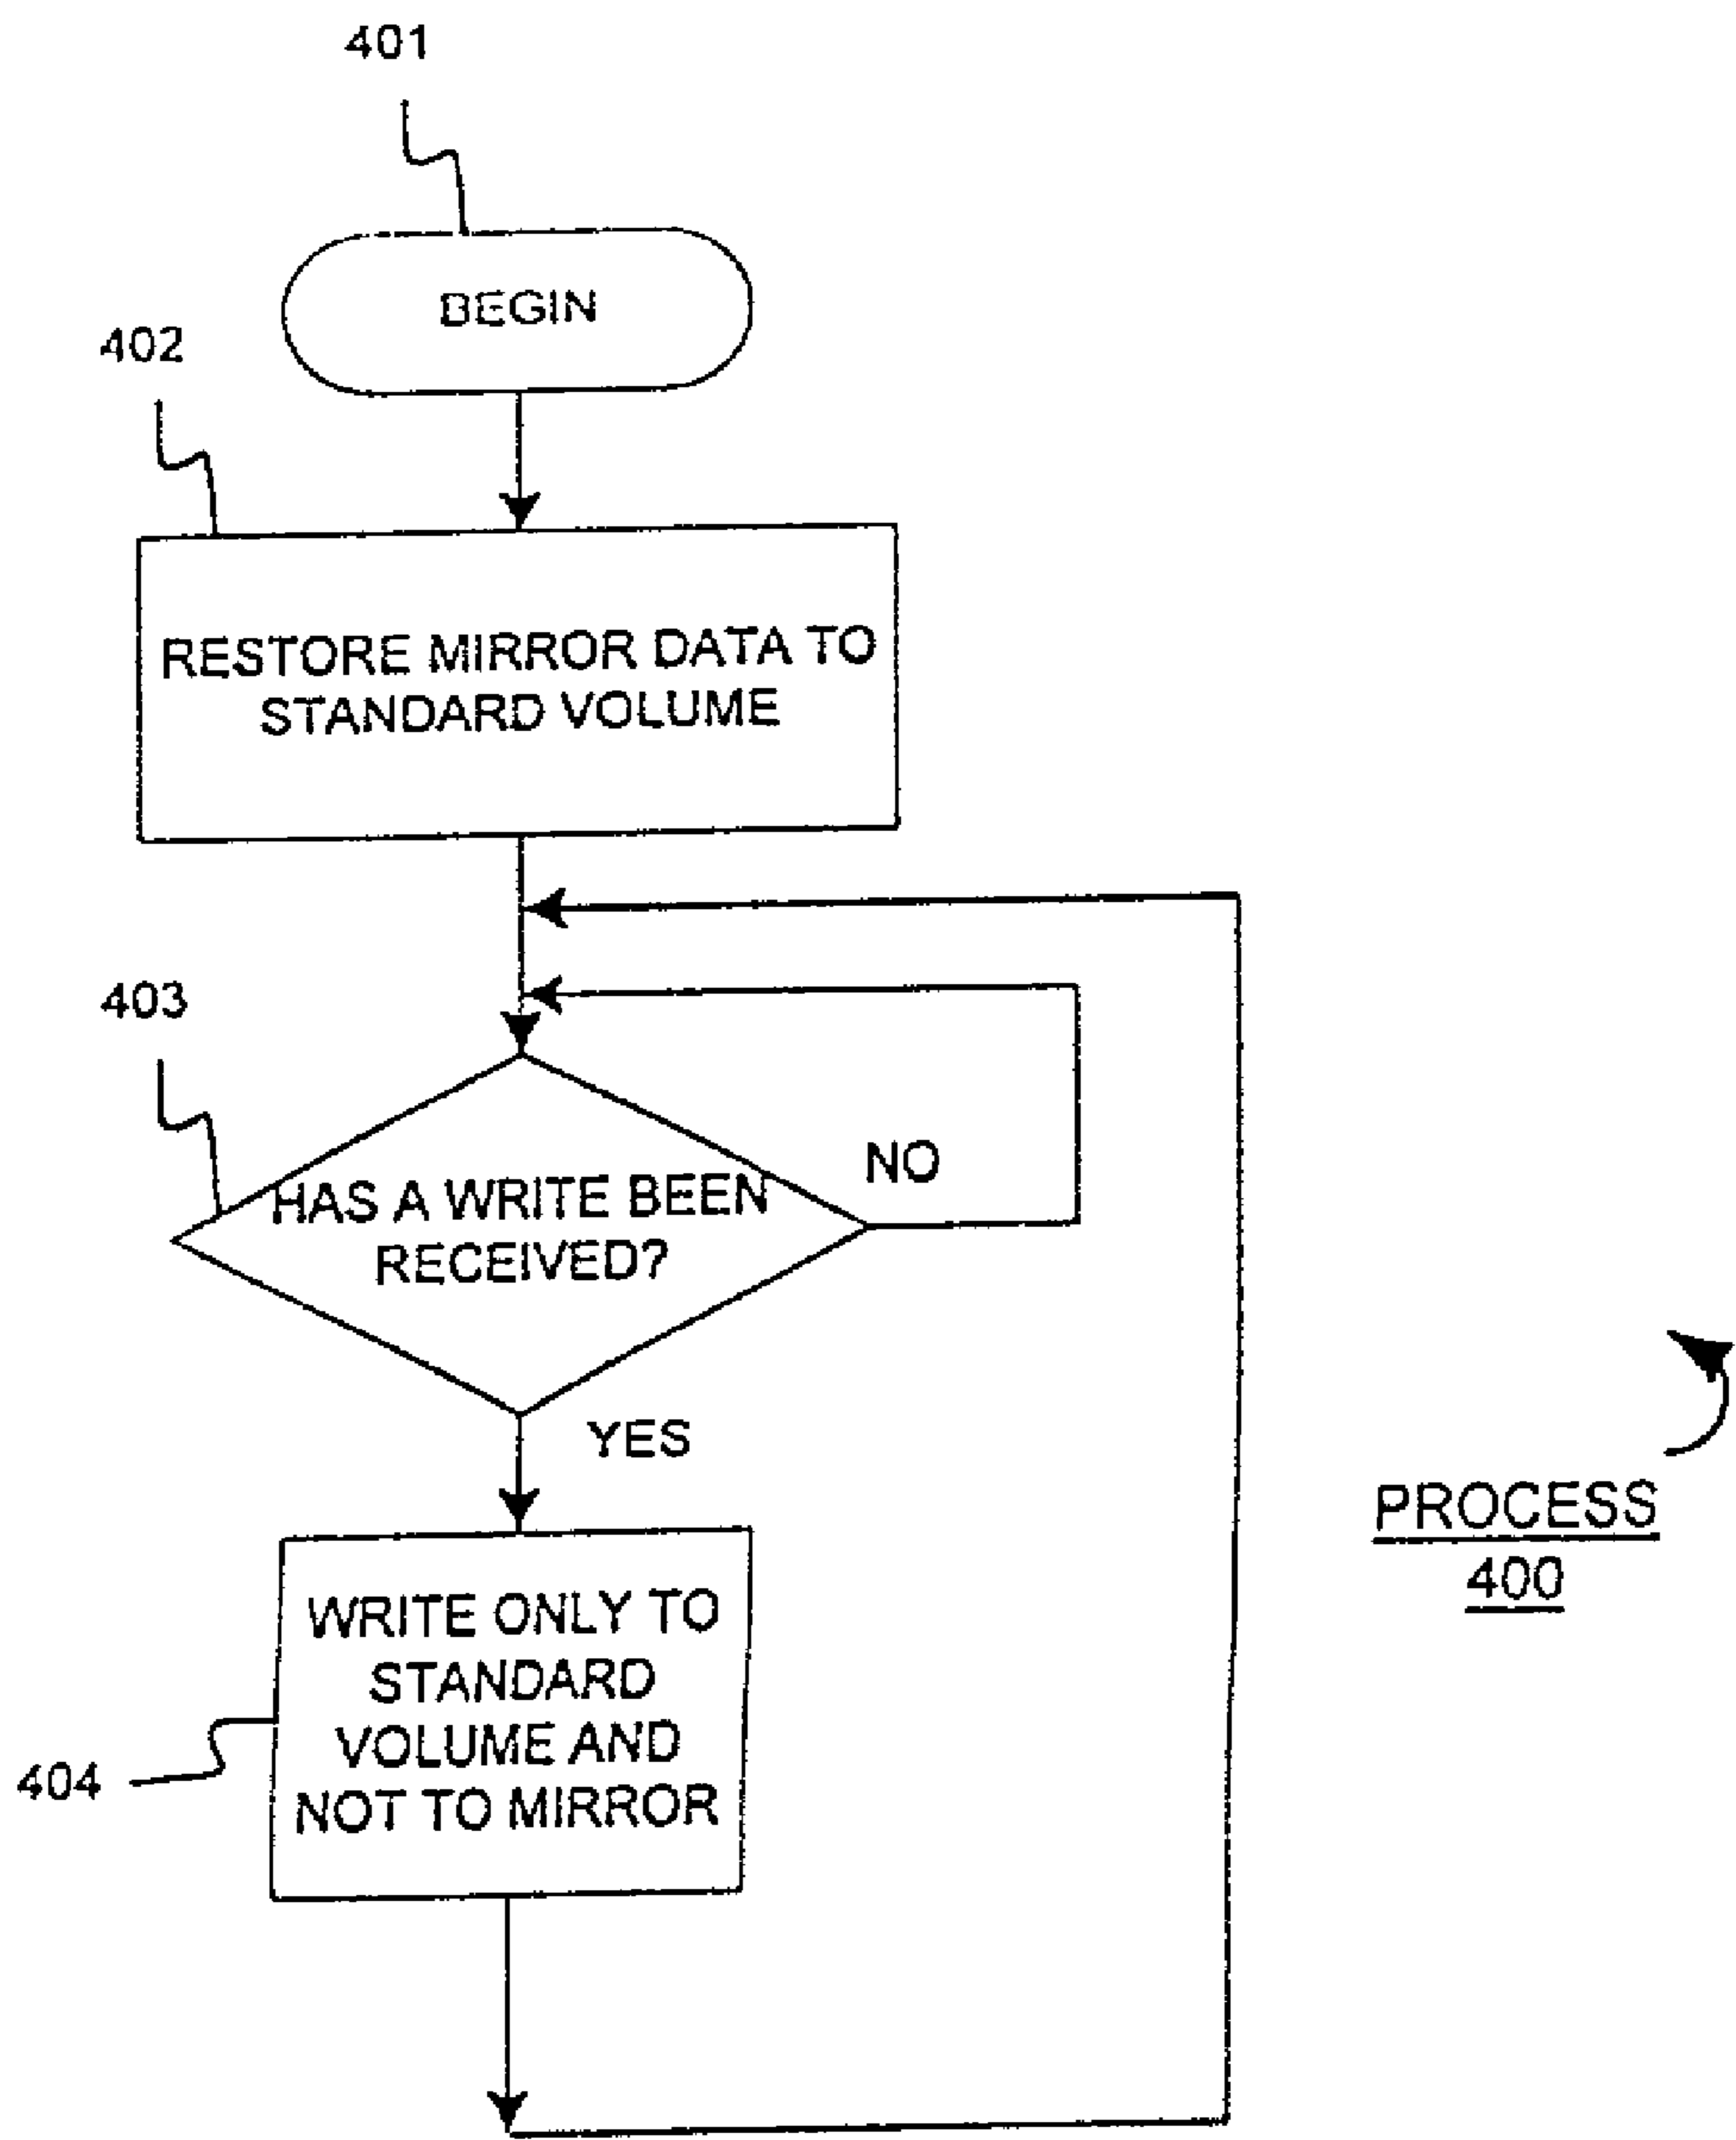 401
BEGIN
402
RESTORE MIRROR DATA TO
STANDARD VOLUME
403
NO
HAS A WRITE BEEN
RECEIVED?
YES
PROCESS
400
WRITE ONLY TO
STANDARD
VOLUME AND
NOT TO MIRROR
404